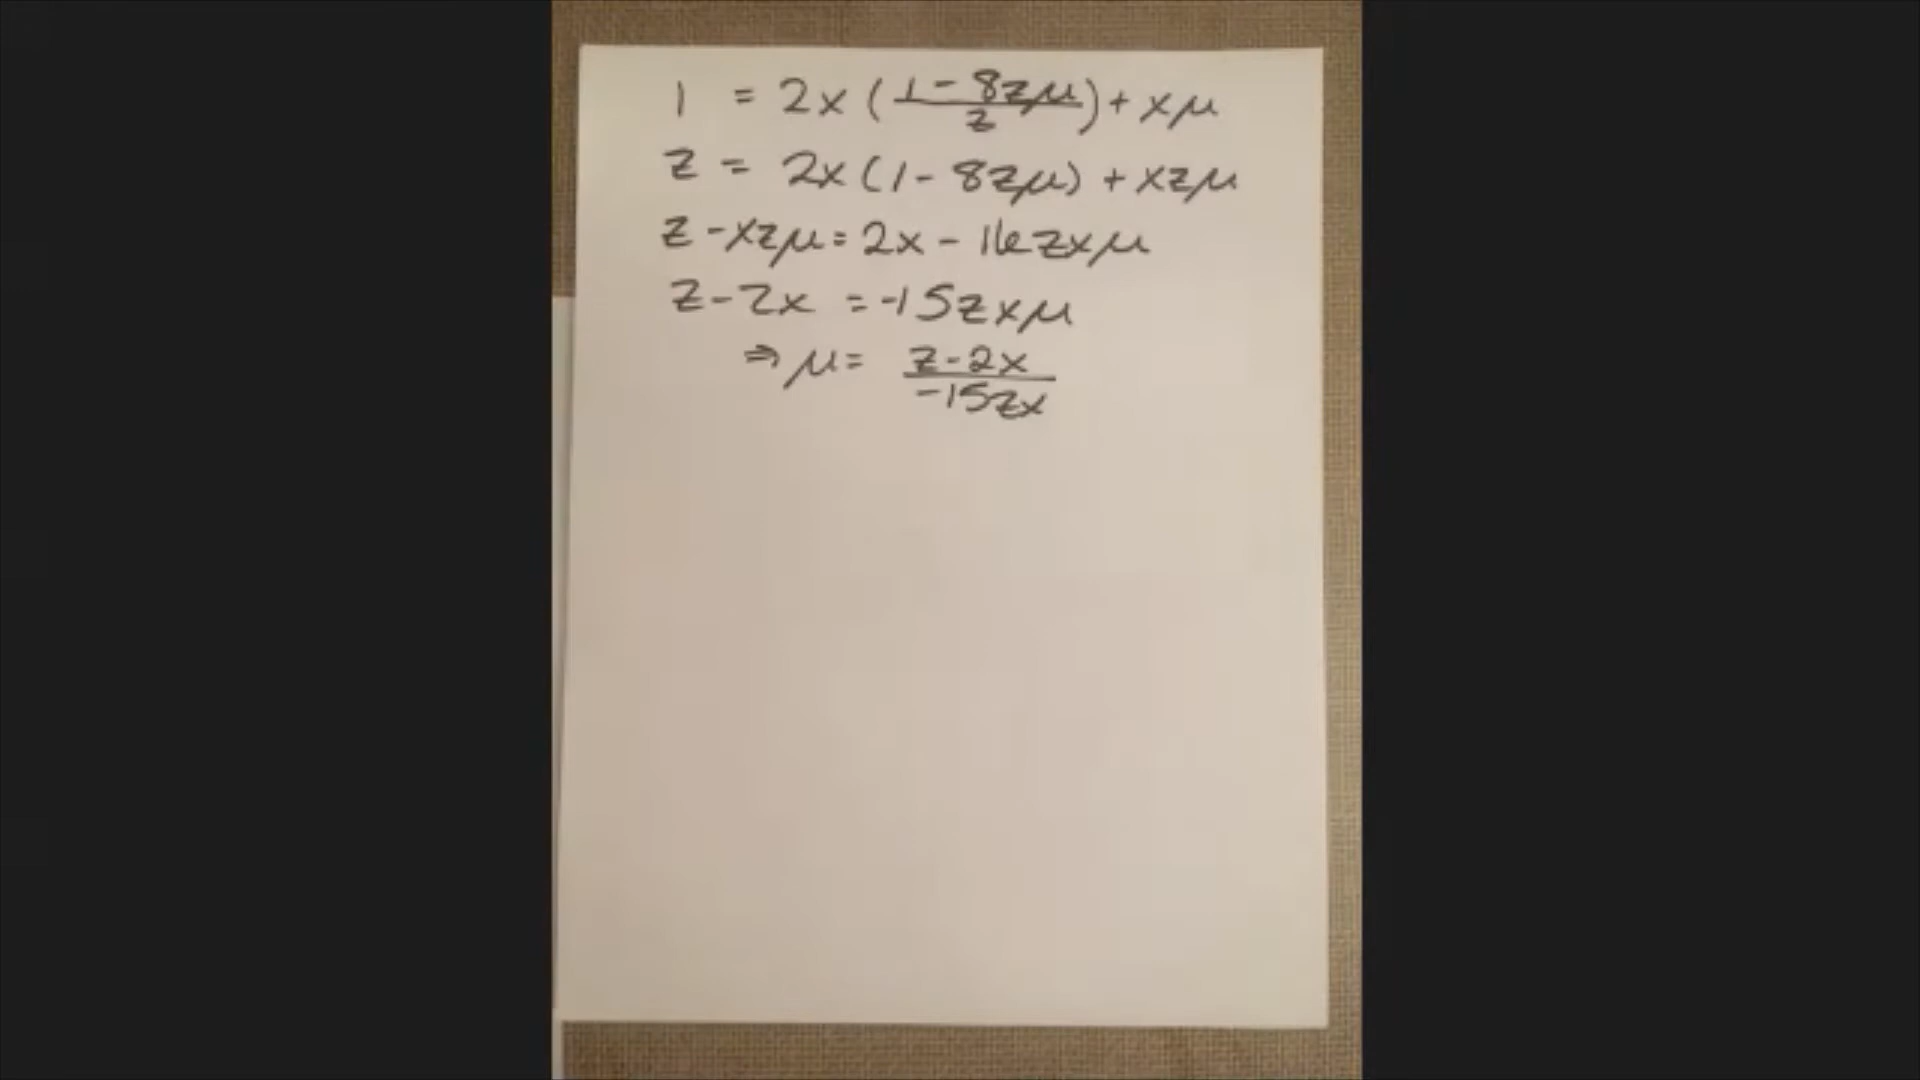 1 = 2x (1 - 8zμ / z) + xμ
z = 2x (1 - 8zμ) + xzμ
z - xzμ = 2x - 16zxμ
z - 2x = -15zxμ
⇒ μ = z - 2x / -15zx